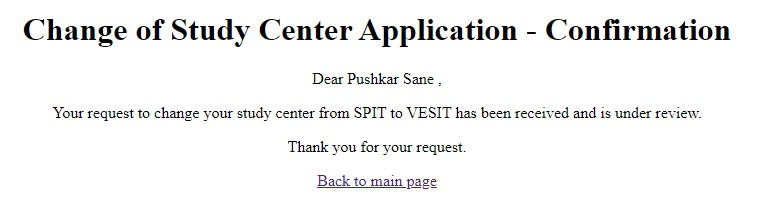 Change of Study Center Application - Confirmation
Dear Pushkar Sane ,
Your request to change your study center from SPIT to VESIT has been received and is under review.
Thank you for your request.
Back to main page